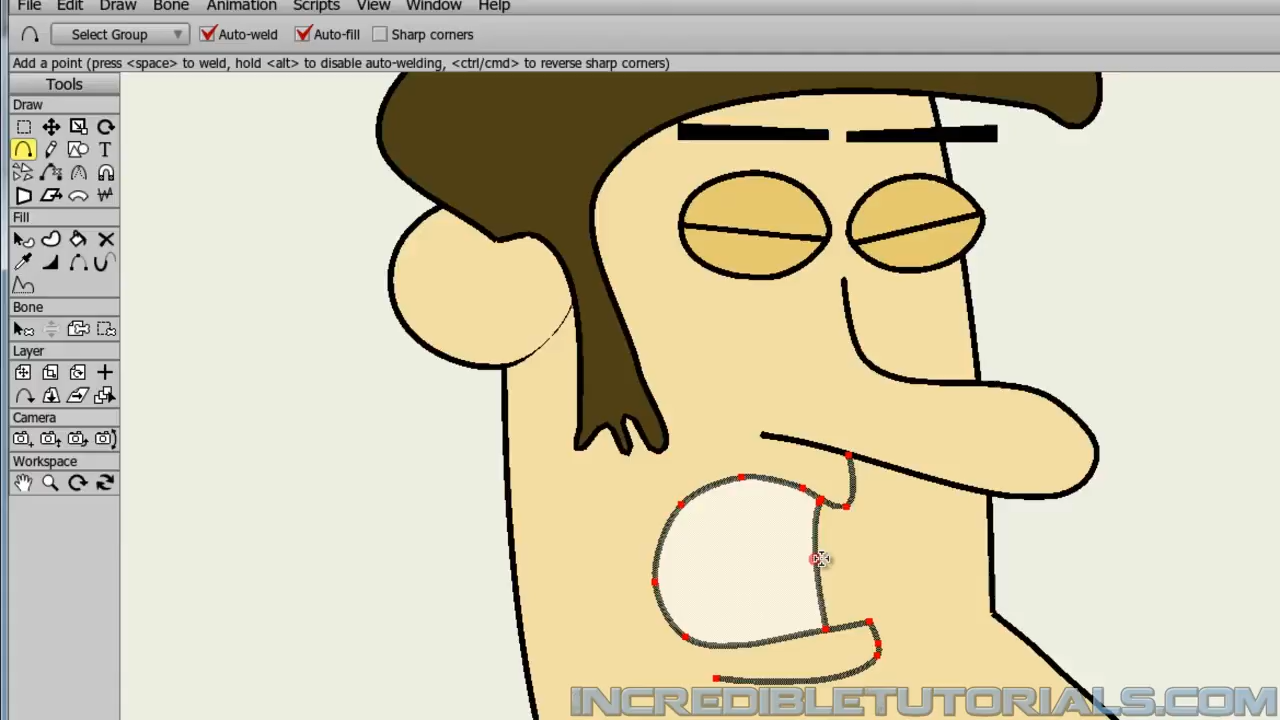 File Edit Draw Bone Animation Scripts View Window Help
Select Group Auto-weld Auto-fill Sharp corners
Add a point (press <space> to weld, hold <alt> to disable auto-welding, <ctrl/cmd> to reverse sharp corners)
Tools
Draw
T
Fill
Bone
Layer
Camera
Workspace
INCREDIBLETUTORIALS.COM